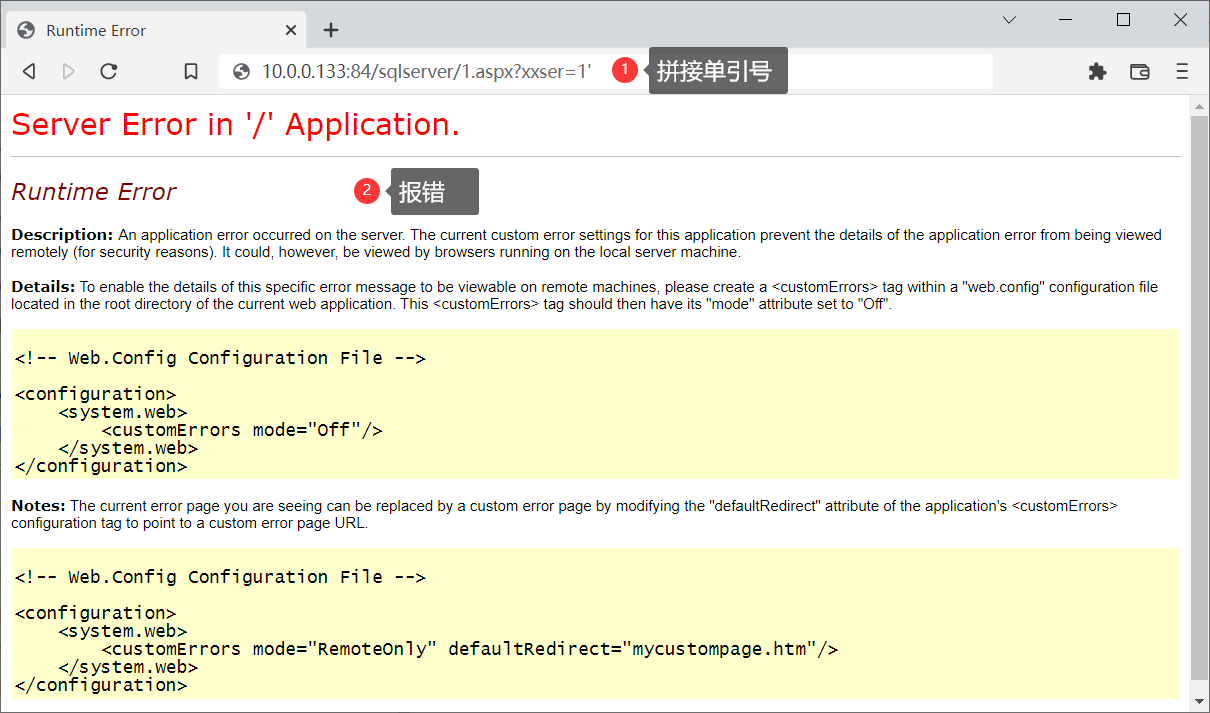 Runtime Error
10.0.0.133:84/sqlserver/1.aspx?xxser=1'
1 拼接单引号
Server Error in '/' Application.
Runtime Error
2 报错
Description: An application error occurred on the server. The current custom error settings for this application prevent the details of the application error from being viewed
remotely (for security reasons). It could, however, be viewed by browsers running on the local server machine.
Details: To enable the details of this specific error message to be viewable on remote machines, please create a <customErrors> tag within a "web.config" configuration file
located in the root directory of the current web application. This <customErrors> tag should then have its "mode" attribute set to "Off".
<!-- Web.Config Configuration File -->
<configuration>
    <system.web>
        <customErrors mode="Off"/>
    </system.web>
</configuration>
Notes: The current error page you are seeing can be replaced by a custom error page by modifying the "defaultRedirect" attribute of the application's <customErrors>
configuration tag to point to a custom error page URL.
<!-- Web.Config Configuration File -->
<configuration>
    <system.web>
        <customErrors mode="RemoteOnly" defaultRedirect="mycustompage.htm"/>
    </system.web>
</configuration>